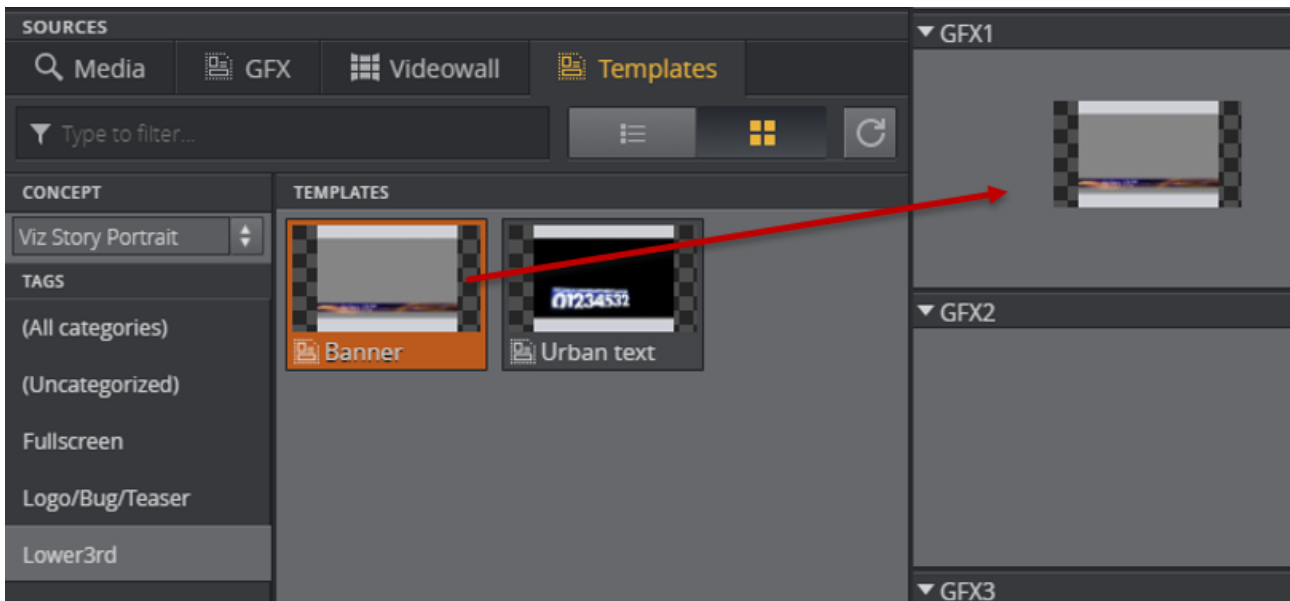 SOURCES
Media
GFX
Videowall
Templates
Type to filter...
CONCEPT
Viz Story Portrait
TAGS
(All categories)
(Uncategorized)
Fullscreen
Logo/Bug/Teaser
Lower3rd
TEMPLATES
01234532
Banner
Urban text
GFX1
GFX2
GFX3